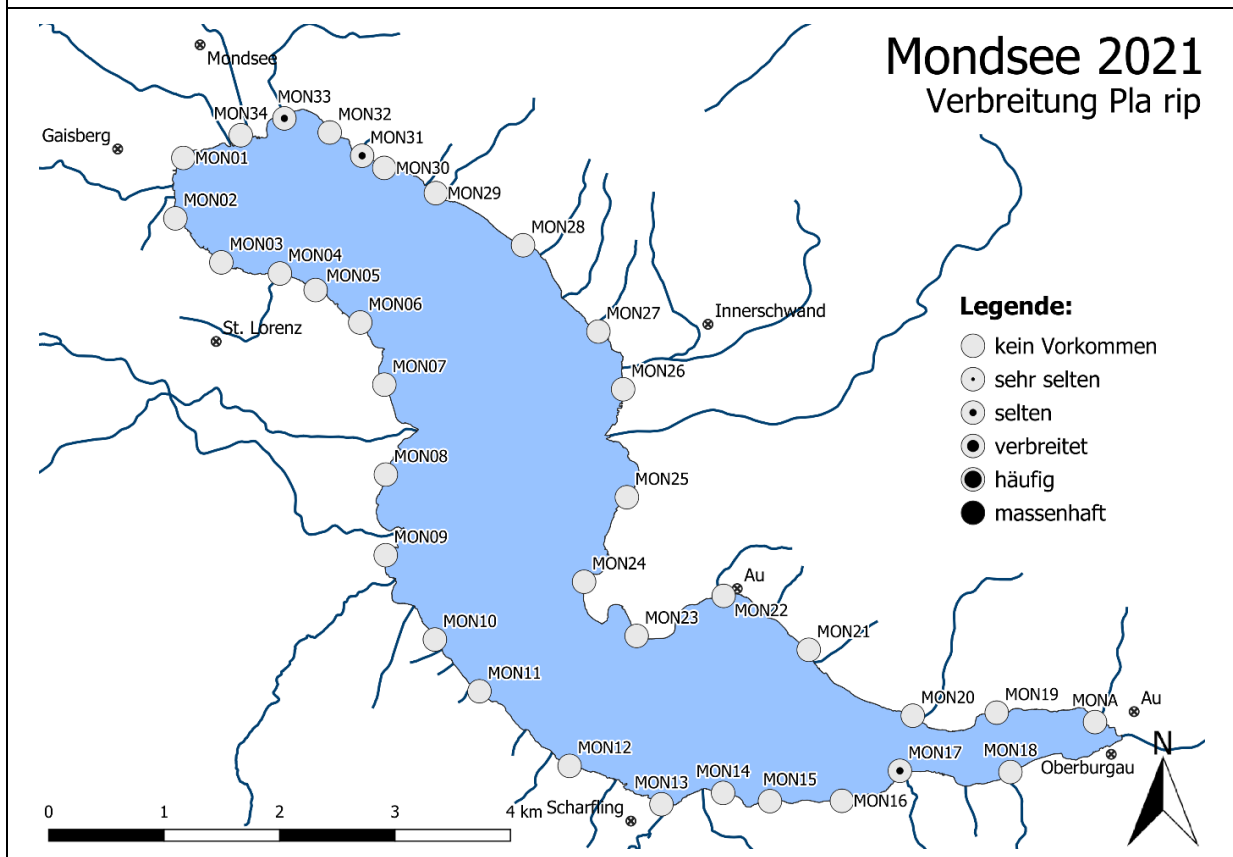 Mondsee 2021
Verbreitung Pla rip
Mondsee
MON33
MON34
MON32
MON31
Gaisberg
MON01
MON30
MON29
MON02
MON28
MON03
MON04
MON05
MON06
St. Lorenz
MON27
Innerschwand
MON07
MON26
MON08
MON25
MON09
MON24
Au
MON22
MON23
MON10
MON21
MON11
MON20
MON19
MONA
Au
MON12
MON17
MON18
Oberburgau
MON13
MON14
MON15
MON16
Scharfling
Legende:
kein Vorkommen
sehr selten
selten
verbreitet
häufig
massenhaft
N
0 1 2 3 4 km